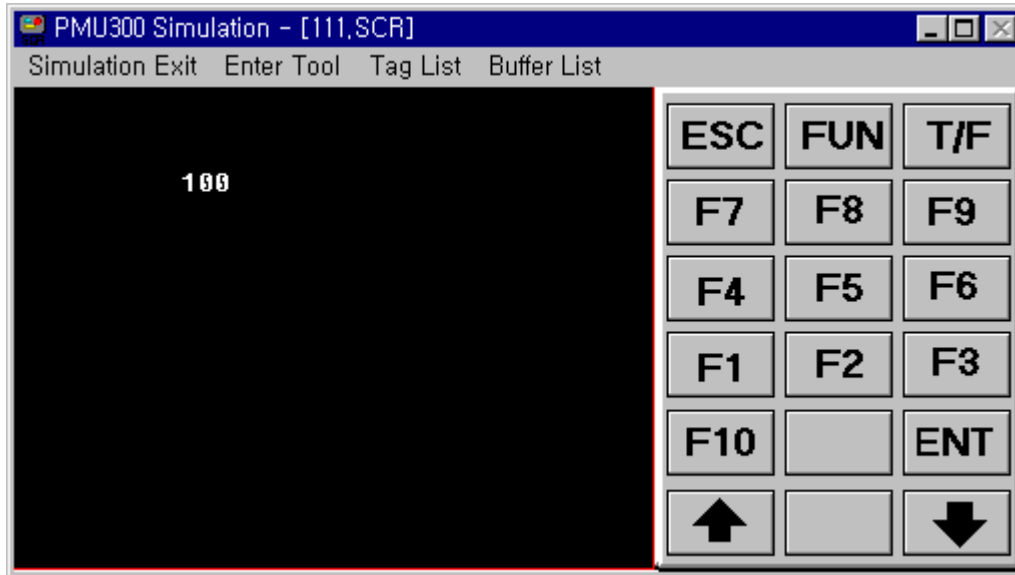 PMU300 Simulation - [111,SCR]
Simulation Exit Enter Tool Tag List Buffer List
100
ESC FUN T/F
F7 F8 F9
F4 F5 F6
F1 F2 F3
F10 ENT